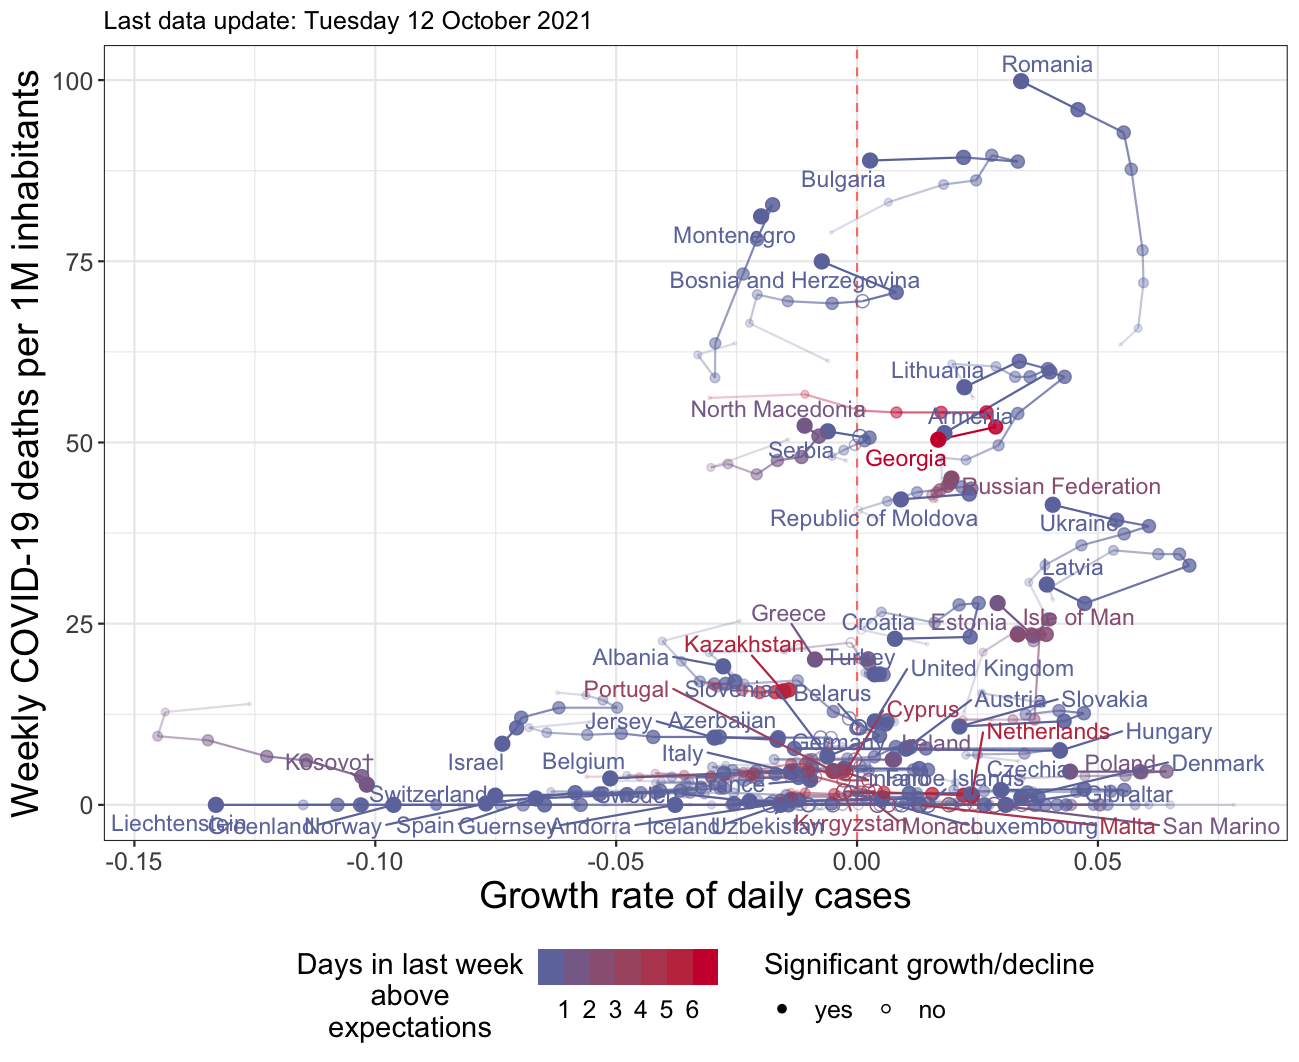 Last data update: Tuesday 12 October 2021
Weekly COVID-19 deaths per 1M inhabitants
100
75
50
25
0
Romania
Bulgaria
Montenegro
Bosnia and Herzegovina
Lithuania
North Macedonia
Armenia
Serbia
Georgia
Russian Federation
Republic of Moldova
Ukraine
Latvia
Greece
Croatia
Estonia
Isle of Man
Kazakhstan
Albania
Turkey
United Kingdom
Portugal
Slovenia
Belarus
Austria
Slovakia
Cyprus
Jersey
Azerbaijan
Netherlands
Hungary
Germany
Ireland
Italy
Israel
Belgium
Kosovo†
Czechia
Poland
Denmark
France
Finland
Faroe Islands
Switzerland
Sweden
Gibraltar
Liechtenstein
Greenland
Norway
Spain
Guernsey
Andorra
Iceland
Uzbekistan
Kyrgyzstan
Monaco
Luxembourg
Malta
San Marino
-0.15
-0.10
-0.05
0.00
0.05
Growth rate of daily cases
Days in last week
above
expectations
1 2 3 4 5 6
Significant growth/decline
yes
no